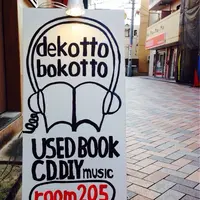 dekotto
bokotto
USED BOOK
CD.DIY music
room205